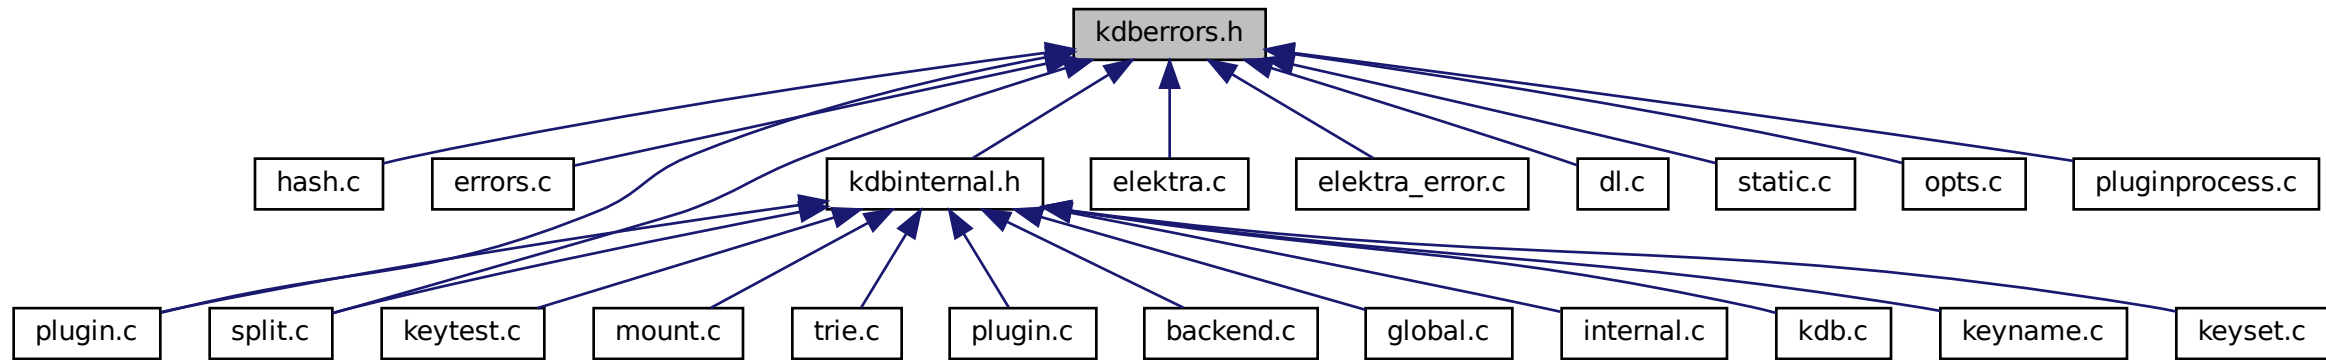 kdberrors.h
hash.c
errors.c
kdbinternal.h
elektra.c
elektra_error.c
dl.c
static.c
opts.c
pluginprocess.c
plugin.c
split.c
keytest.c
mount.c
trie.c
plugin.c
backend.c
global.c
internal.c
kdb.c
keyname.c
keyset.c